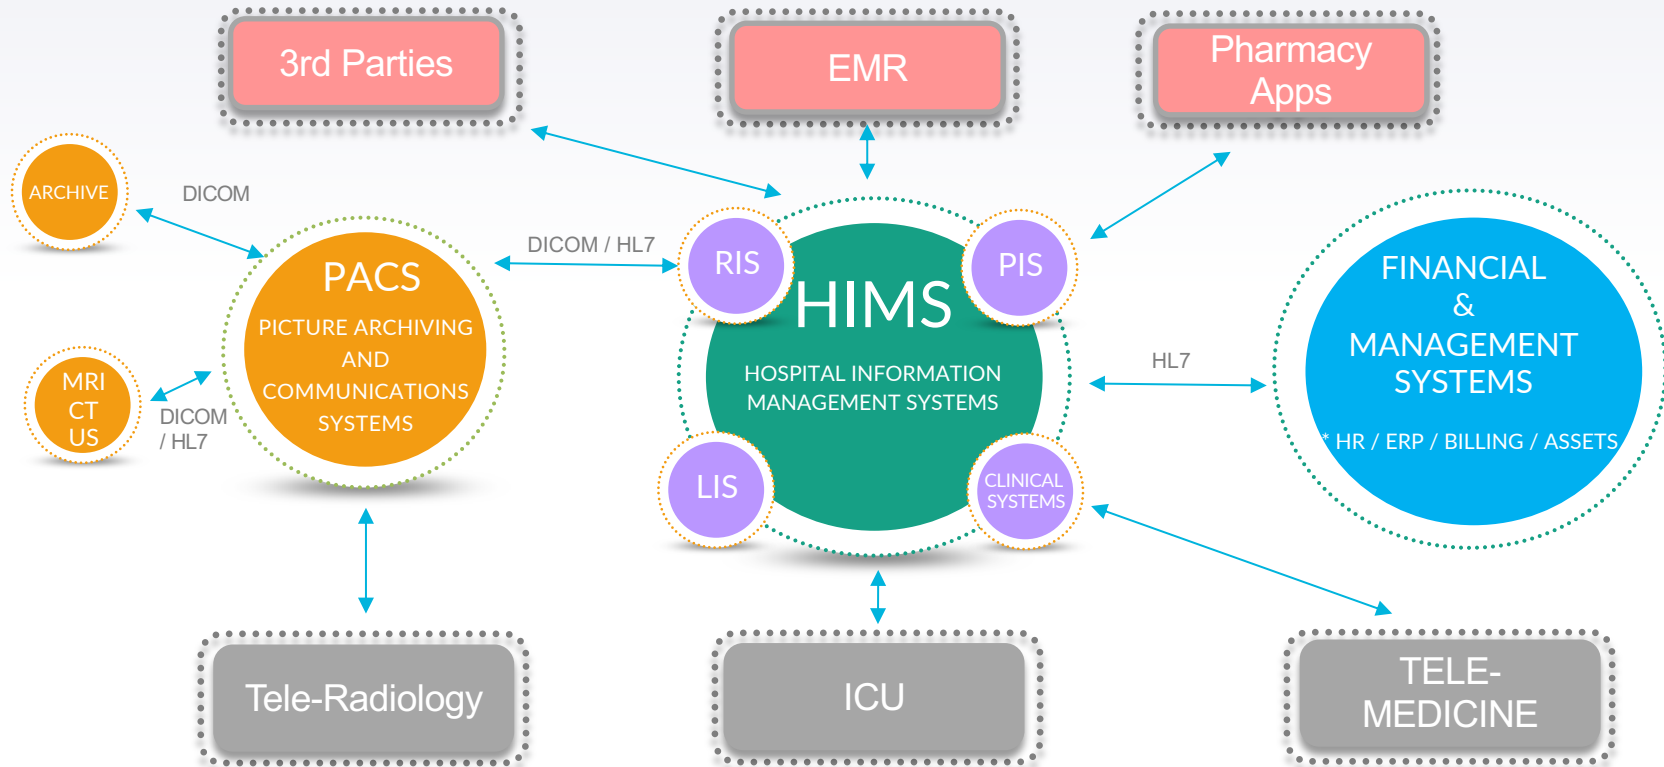 3rd Parties
EMR
Pharmacy
Apps
ARCHIVE
DICOM
MRI
CT
US
DICOM
/ HL7
PACS
PICTURE ARCHIVING
AND
COMMUNICATIONS
SYSTEMS
DICOM / HL7
RIS
PIS
HIMS
HOSPITAL INFORMATION
MANAGEMENT SYSTEMS
LIS
CLINICAL
SYSTEMS
HL7
FINANCIAL
&
MANAGEMENT
SYSTEMS
* HR / ERP / BILLING / ASSETS
Tele-Radiology
ICU
TELE-
MEDICINE